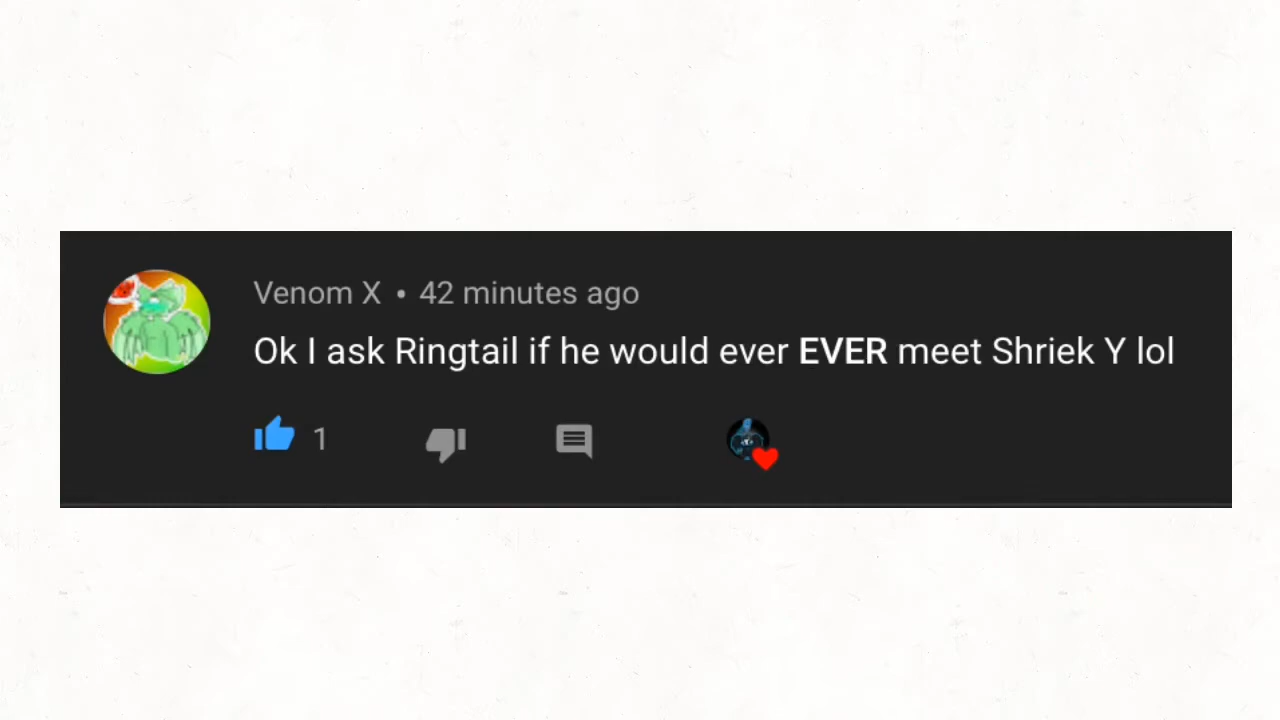 Venom X • 42 minutes ago
Ok I ask Ringtail if he would ever EVER meet Shriek Y lol
1